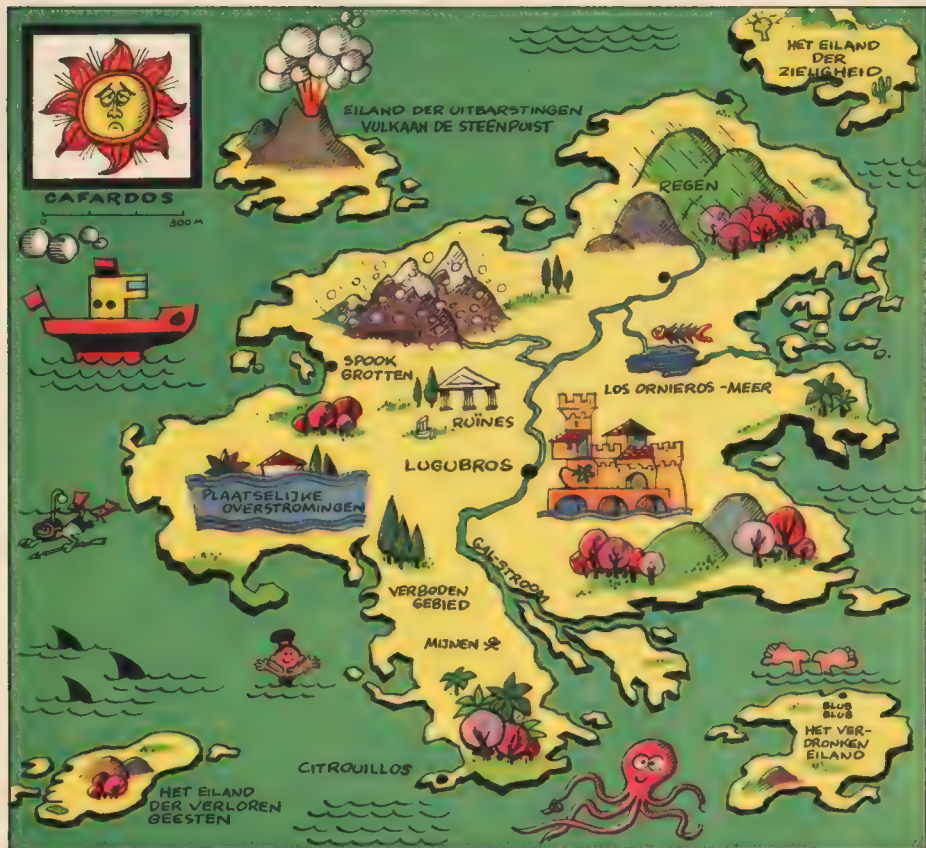 HET EILAND
DER
ZIELIGHEID
EILAND DER UITBARSTINGEN
VULKAAN DE STEENPUIST
CAFARDOS
0 300 M
REGEN
SPOOK
GROTTEN
LOS ORNIEROS-MEER
RUÏNES
LUGUBROS
PLAATSELIJKE
OVERSTROMINGEN
GAL-STROOM
VERBODEN
GEBIED
MIJNEN
BLUB
BLUB
HET VER-
DRONKEN
EILAND
CITROUILLOS
HET EILAND
DER VERLOREN
GEESTEN